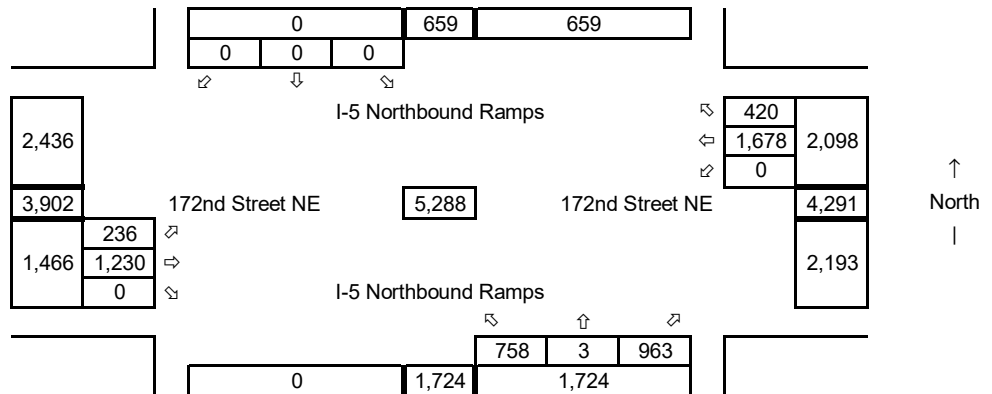 0 659 659
0 0 0
⬃ ⇩ ⬂
I-5 Northbound Ramps ⬁ 420
2,436 ⇦ 1,678 2,098
⬃ 0 ↑
3,902 172nd Street NE 5,288 172nd Street NE 4,291 North
236 ⬀ |
1,466 1,230 ⇨ 2,193
0 ⬂ I-5 Northbound Ramps
⬁ ⇧ ⬀
758 3 963
0 1,724 1,724